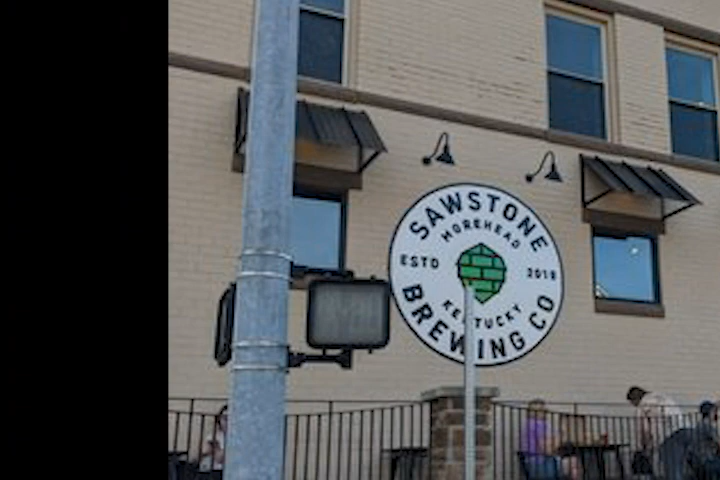 SAWSTONE
MOREHEAD
ESTD 2018
KENTUCKY
BREWING CO